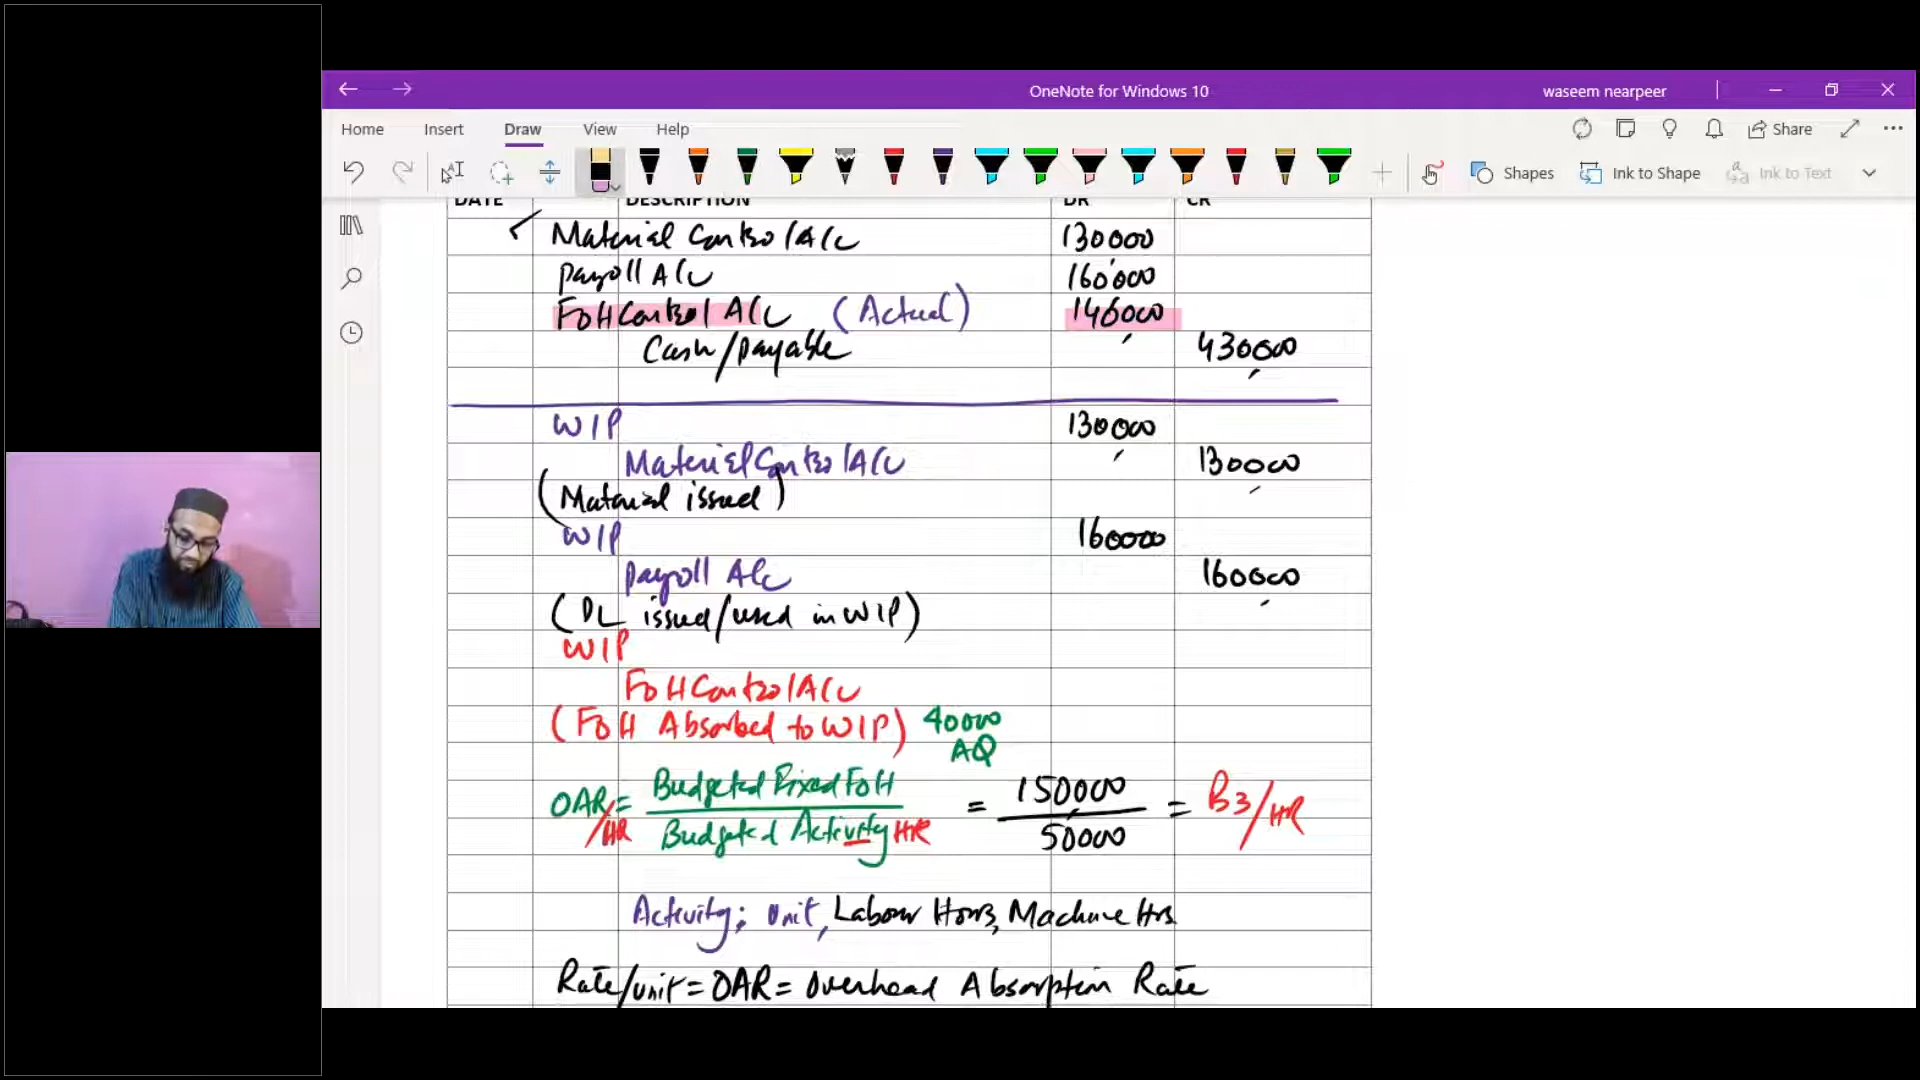 OneNote for Windows 10
waseem nearpeer
Home Insert Draw View Help
Share
Shapes Ink to Shape Ink to Text
DATE DESCRIPTION DR CR
Material Control A/C 130000
payroll A/C 160000
FOH Control A/C (Actual) 140000
Cash/payable 430000
WIP 130000
Material Control A/C 130000
(Material issued)
WIP 160000
payroll A/C 160000
(DL issued/used in WIP)
WIP
FOH Control A/C
(FOH Absorbed to WIP) 40000
AQ
OAR/HR = Budgeted Fixed FOH / Budgeted Activity HR = 150000 / 50000 = B3/HR
Activity; Unit, Labour Hours, Machine Hrs
Rate/unit = OAR = Overhead Absorption Rate